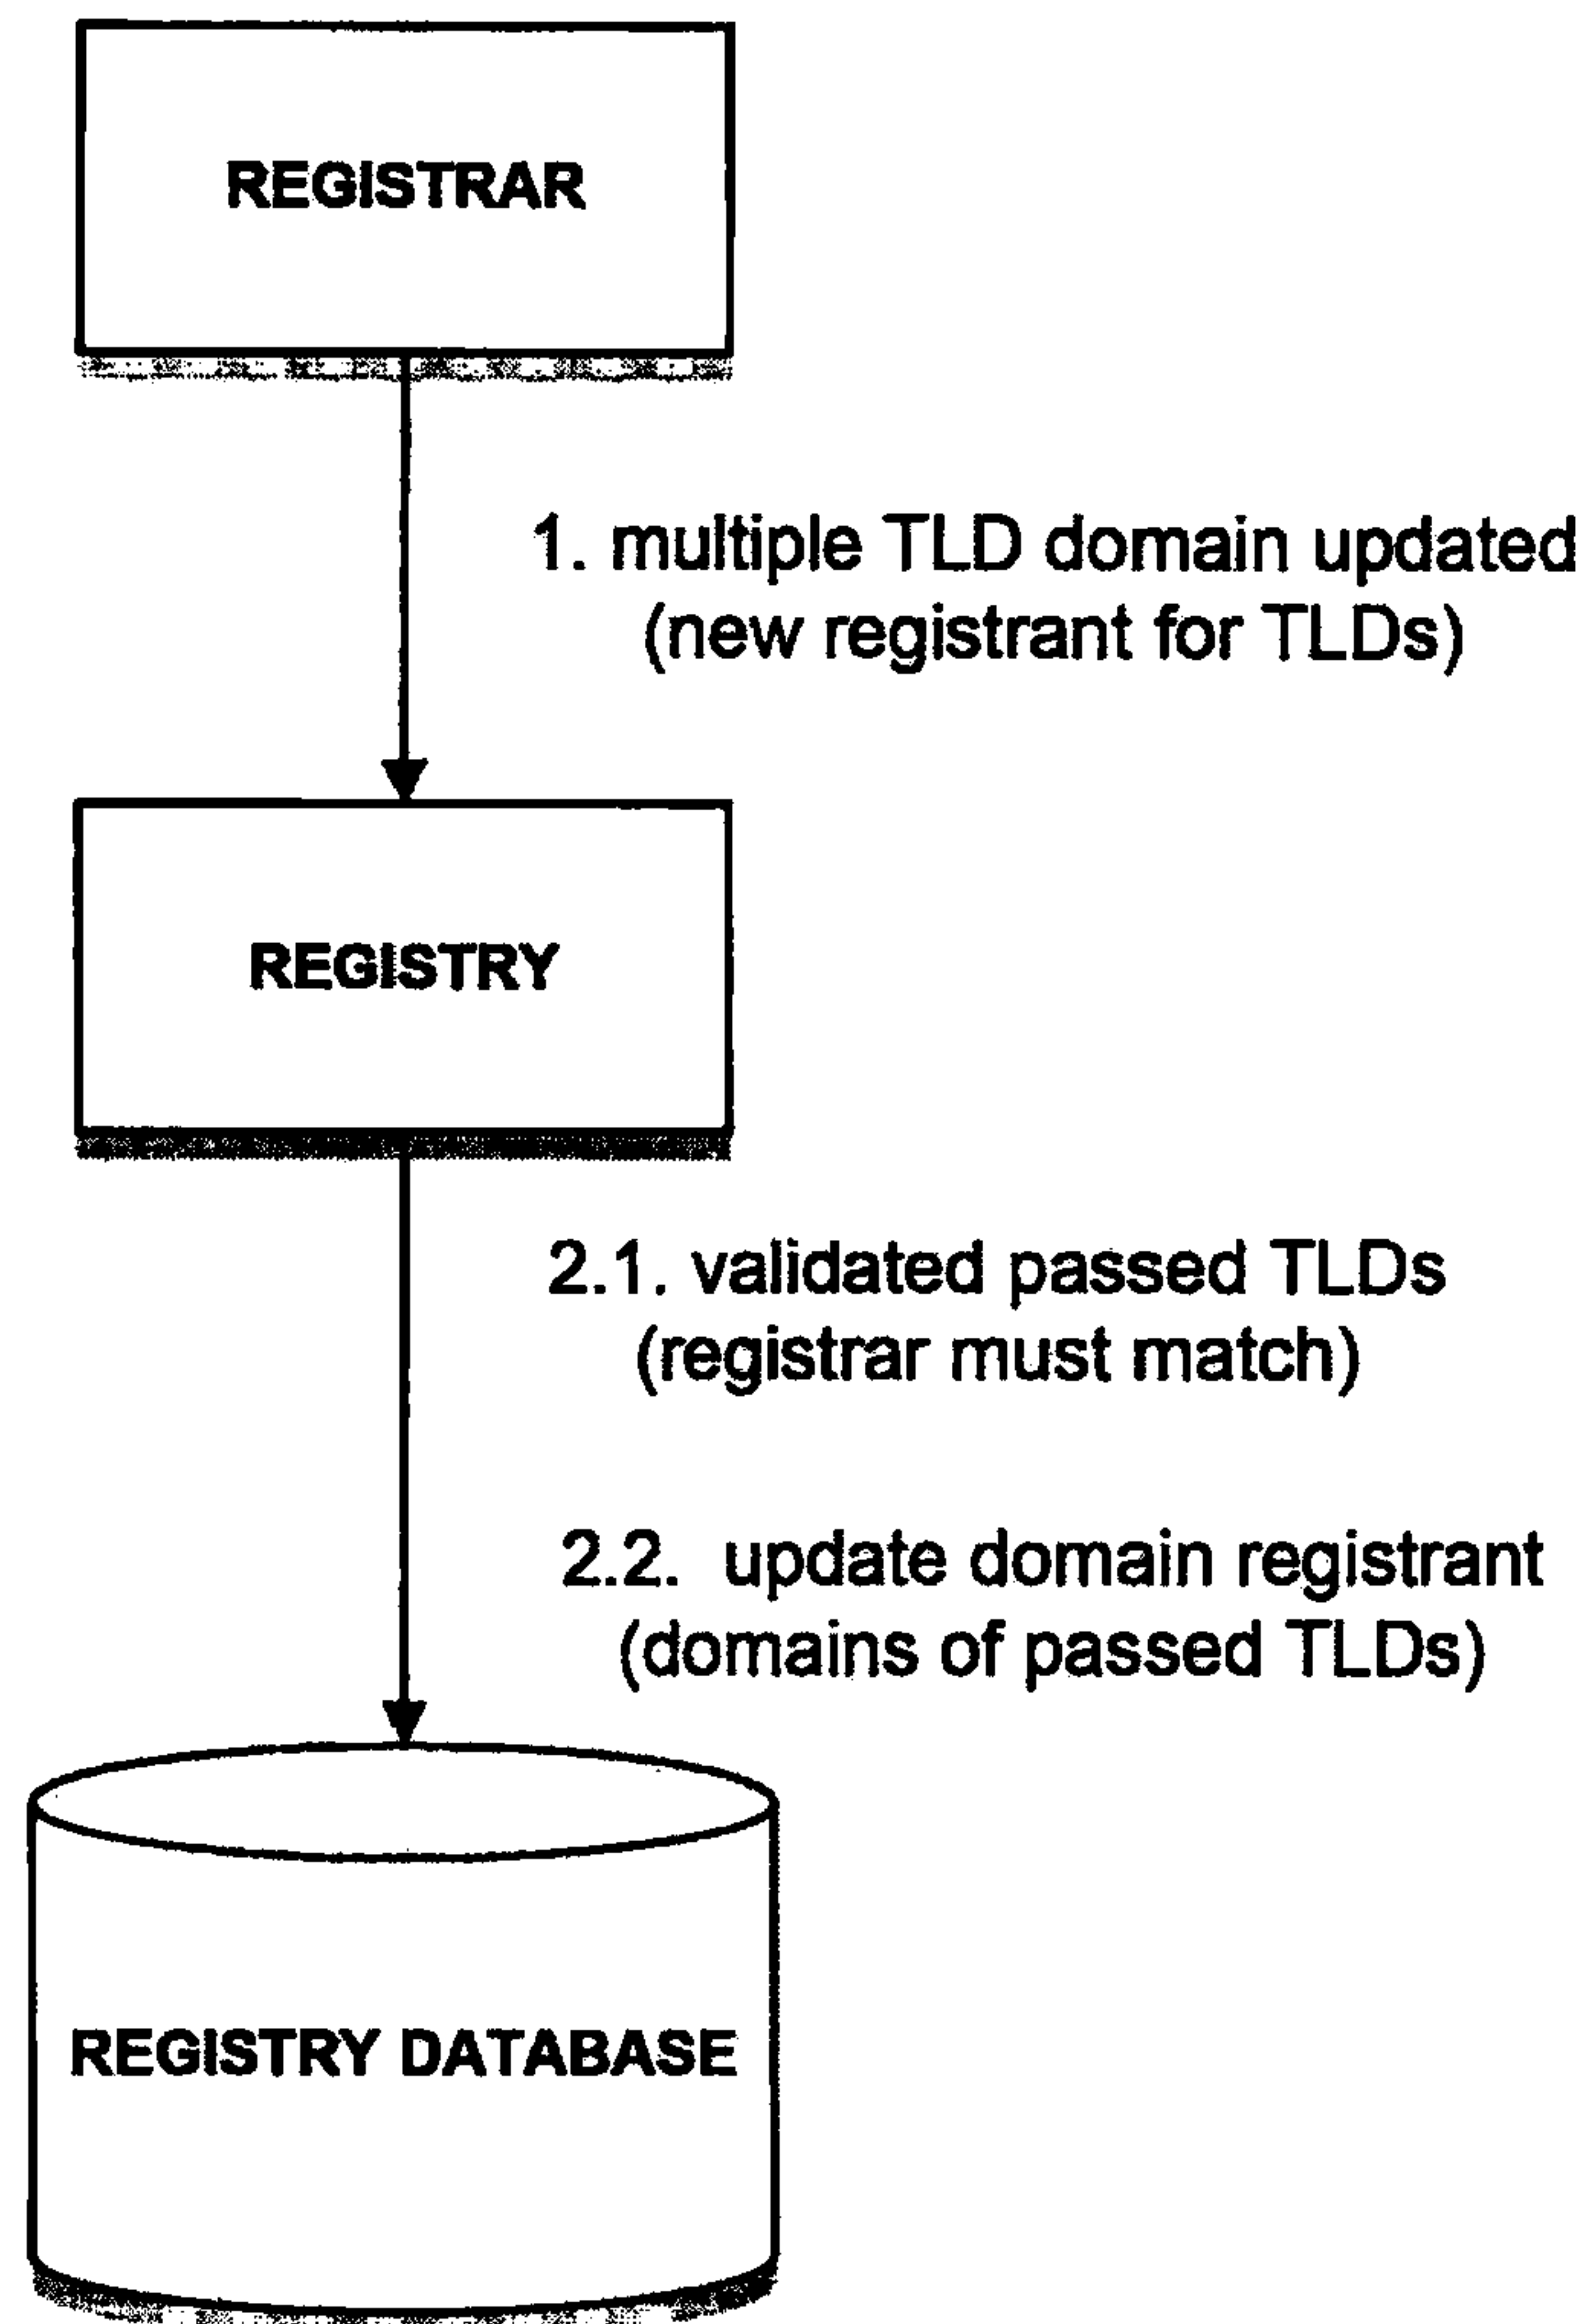 REGISTRAR
1. multiple TLD domain updated
(new registrant for TLDs)
REGISTRY
2.1. validated passed TLDs
(registrar must match)
2.2. update domain registrant
(domains of passed TLDs)
REGISTRY DATABASE